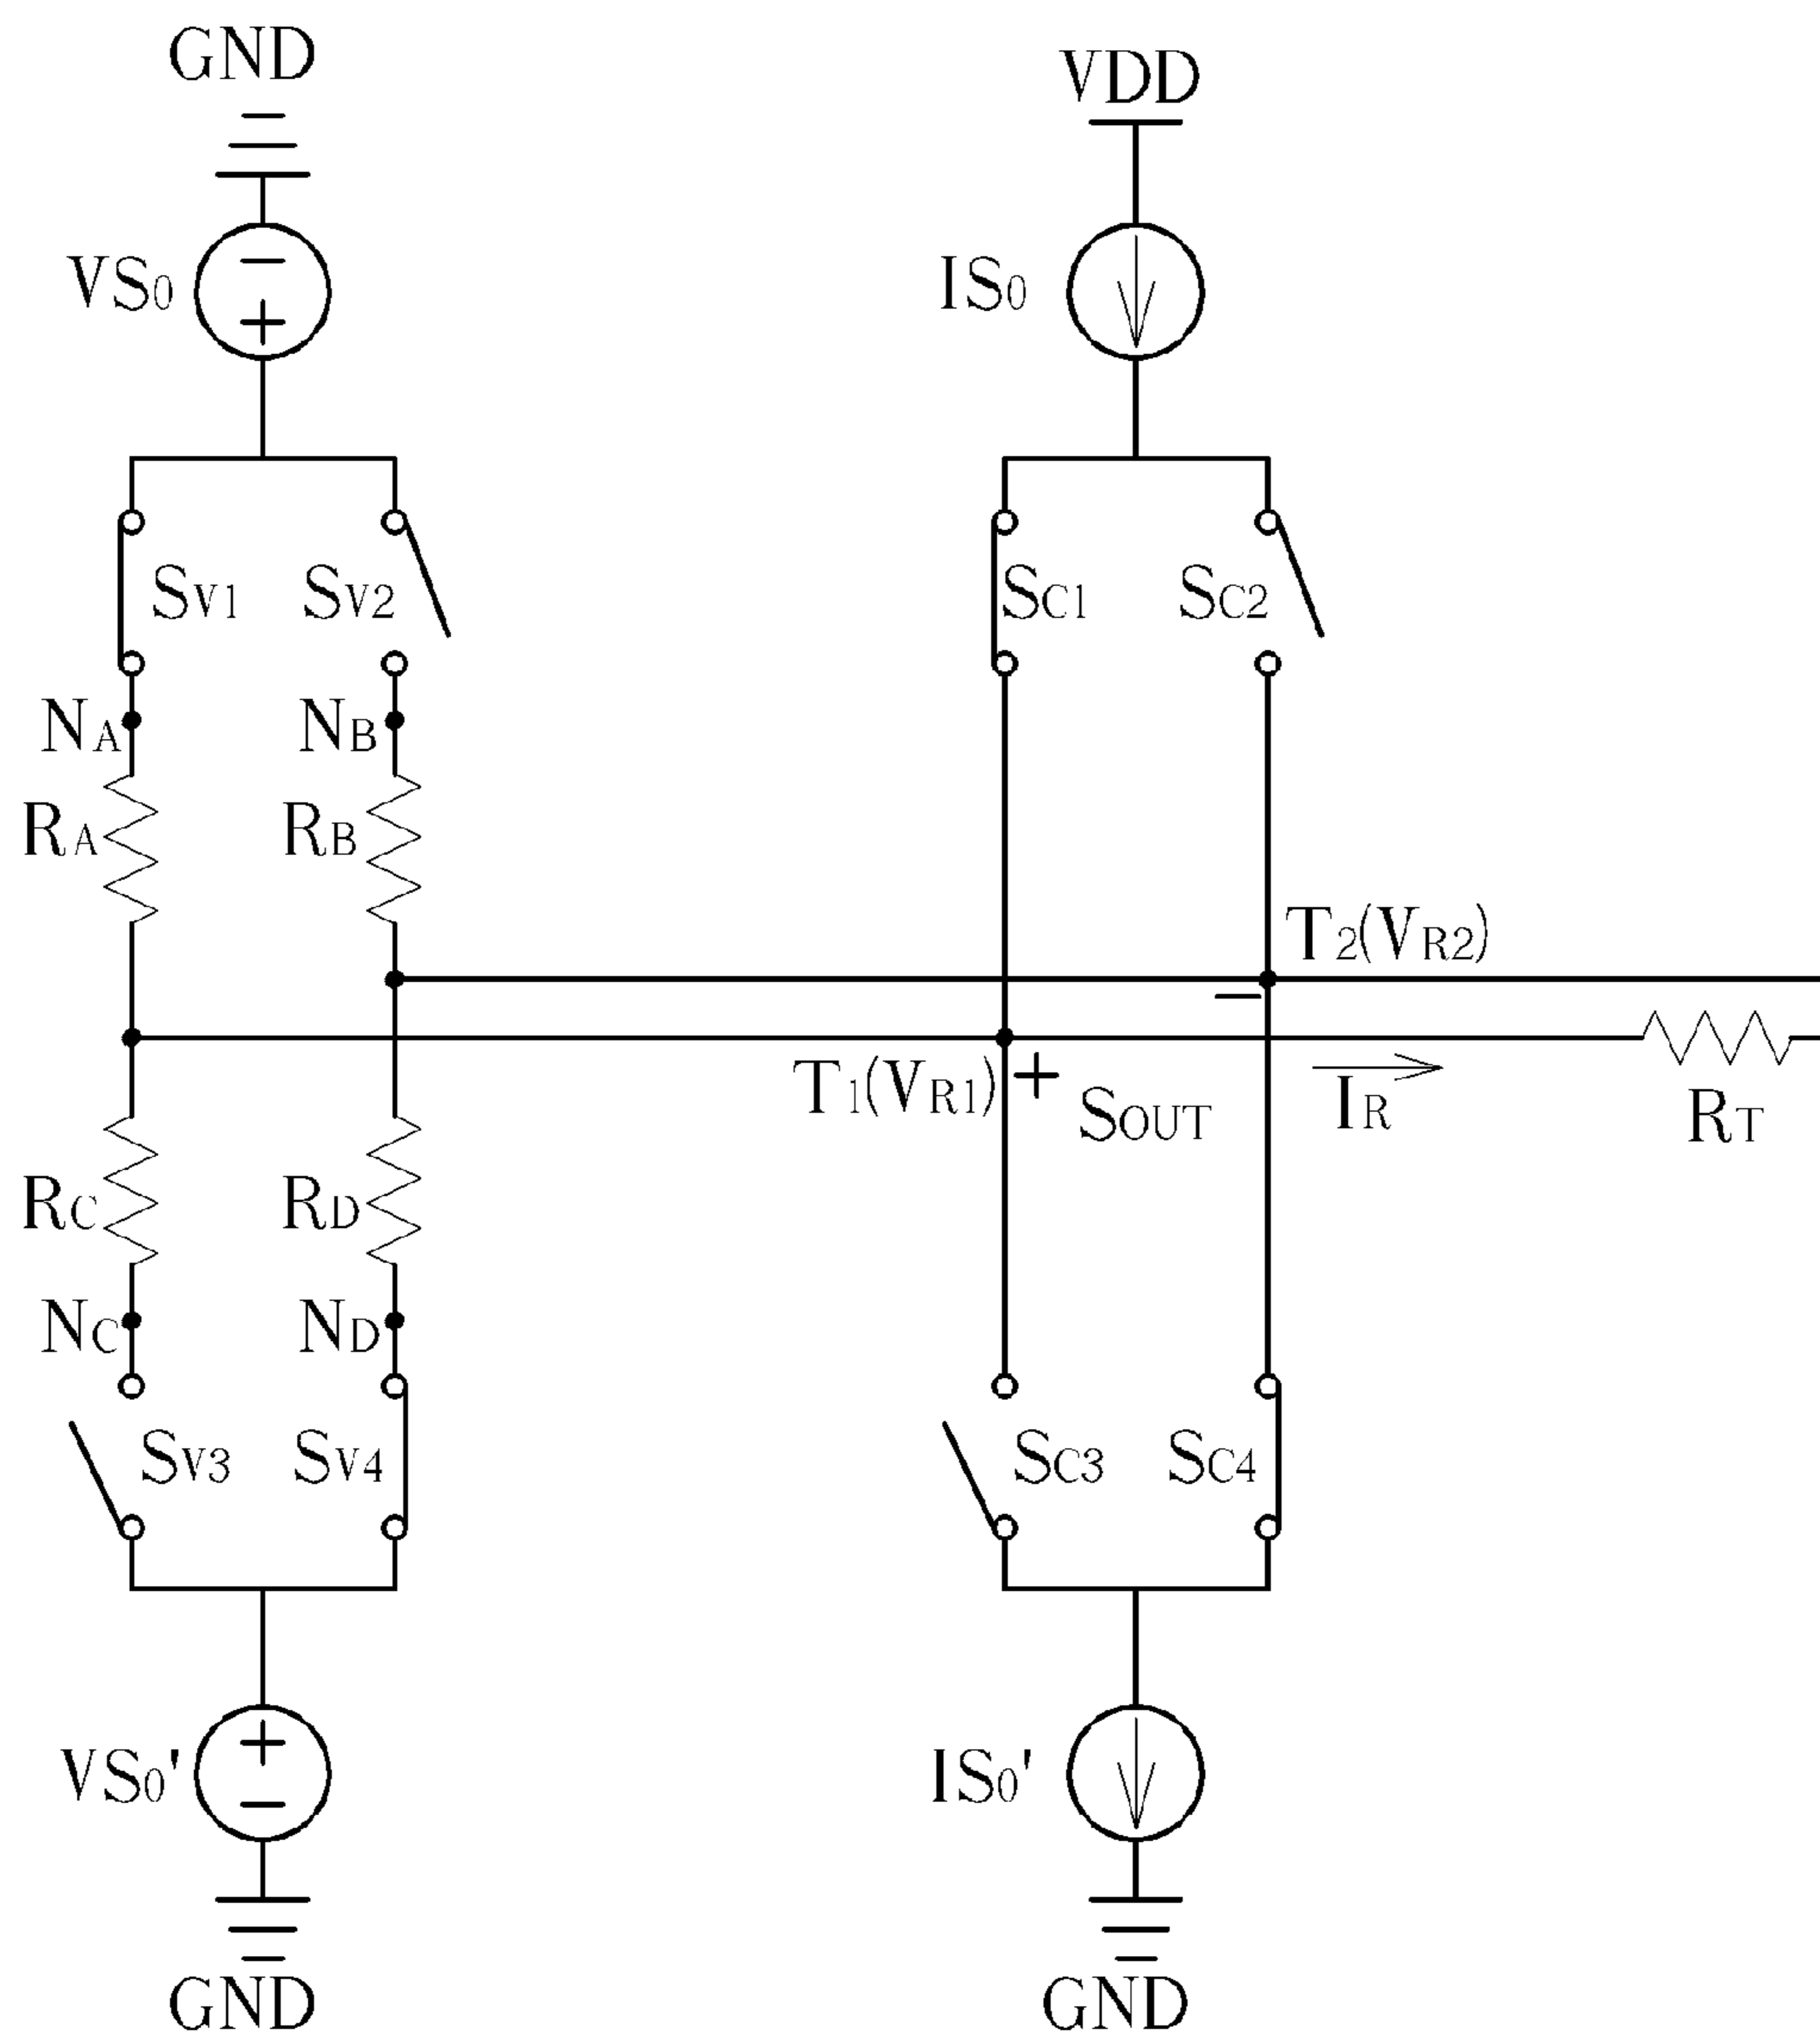 GND
VDD
VS0
IS0
SV1 SV2
SC1 SC2
NA NB
RA RB
T2(VR2)
T1(VR1)
SOUT
IR
RT
RC RD
NC ND
SV3 SV4
SC3 SC4
VS0'
IS0'
GND
GND